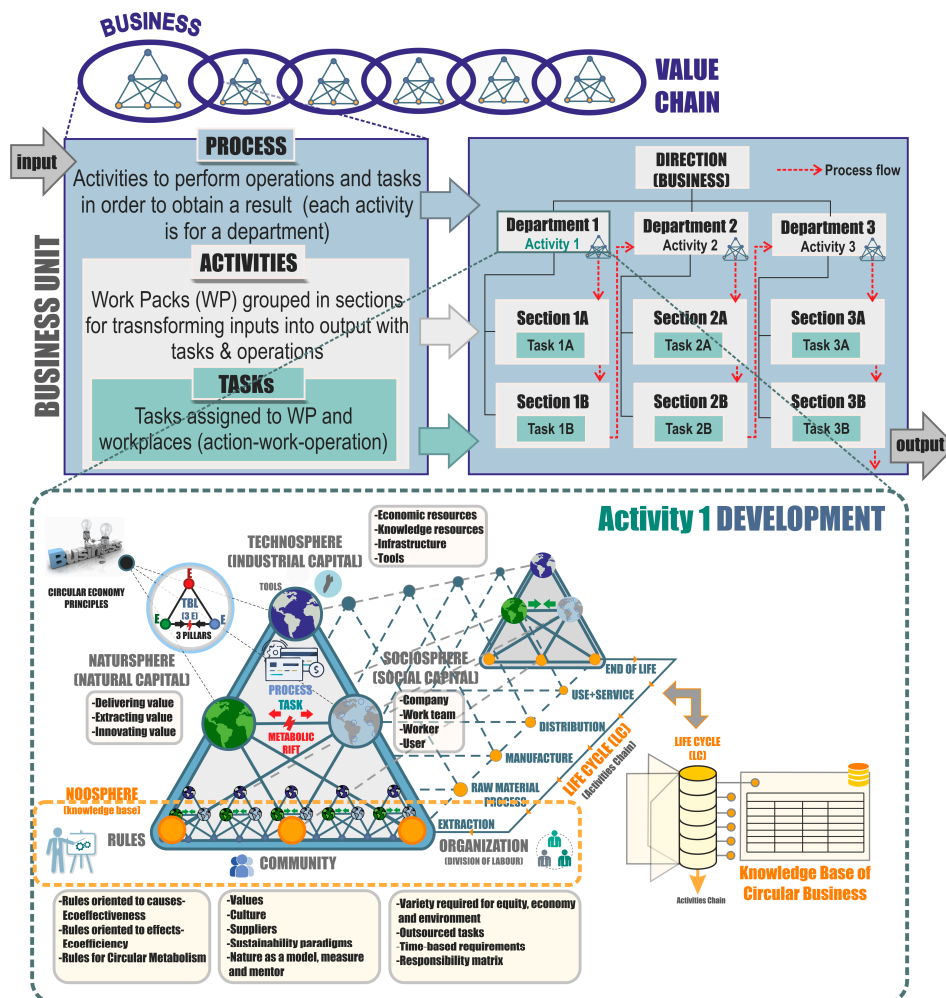 BUSINESS
VALUE
CHAIN
input
BUSINESS UNIT
PROCESS
Activities to perform operations and tasks
in order to obtain a result (each activity
is for a department)
ACTIVITIES
Work Packs (WP) grouped in sections
for trasnsforming inputs into output with
tasks & operations
TASKs
Tasks assigned to WP and
workplaces (action-work-operation)
DIRECTION
(BUSINESS)
Process flow
Department 1
Activity 1
Department 2
Activity 2
Department 3
Activity 3
Section 1A
Task 1A
Section 2A
Task 2A
Section 3A
Task 3A
Section 1B
Task 1B
Section 2B
Task 2B
Section 3B
Task 3B
output
Activity 1 DEVELOPMENT
Business
CIRCULAR ECONOMY
PRINCIPLES
E
TBL
(3 E)
E
E
3 PILLARS
TECHNOSPHERE
(INDUSTRIAL CAPITAL)
TOOLS
-Economic resources
-Knowledge resources
-Infrastructure
-Tools
NATURSPHERE
(NATURAL CAPITAL)
-Delivering value
-Extracting value
-Innovating value
$
PROCESS
TASK
METABOLIC
RIFT
SOCIOSPHERE
(SOCIAL CAPITAL)
-Company
-Work team
-Worker
-User
END OF LIFE
USE+SERVICE
DISTRIBUTION
MANUFACTURE
RAW MATERIAL
PROCESS
EXTRACTION
LIFE CYCLE (LC)
(Activities Chain)
LIFE CYCLE
(LC)
Activities Chain
Knowledge Base of
Circular Business
NOOSPHERE
(knowledge base)
RULES
COMMUNITY
ORGANIZATION
(DIVISION OF LABOUR)
-Rules oriented to causes-
Ecoeffectiveness
-Rules oriented to effects-
Ecoefficiency
-Rules for Circular Metabolism
-Values
-Culture
-Suppliers
-Sustainability paradigms
-Nature as a model, measure
and mentor
-Variety required for equity, economy
and environment
-Outsourced tasks
-Time-based requirements
-Responsibility matrix